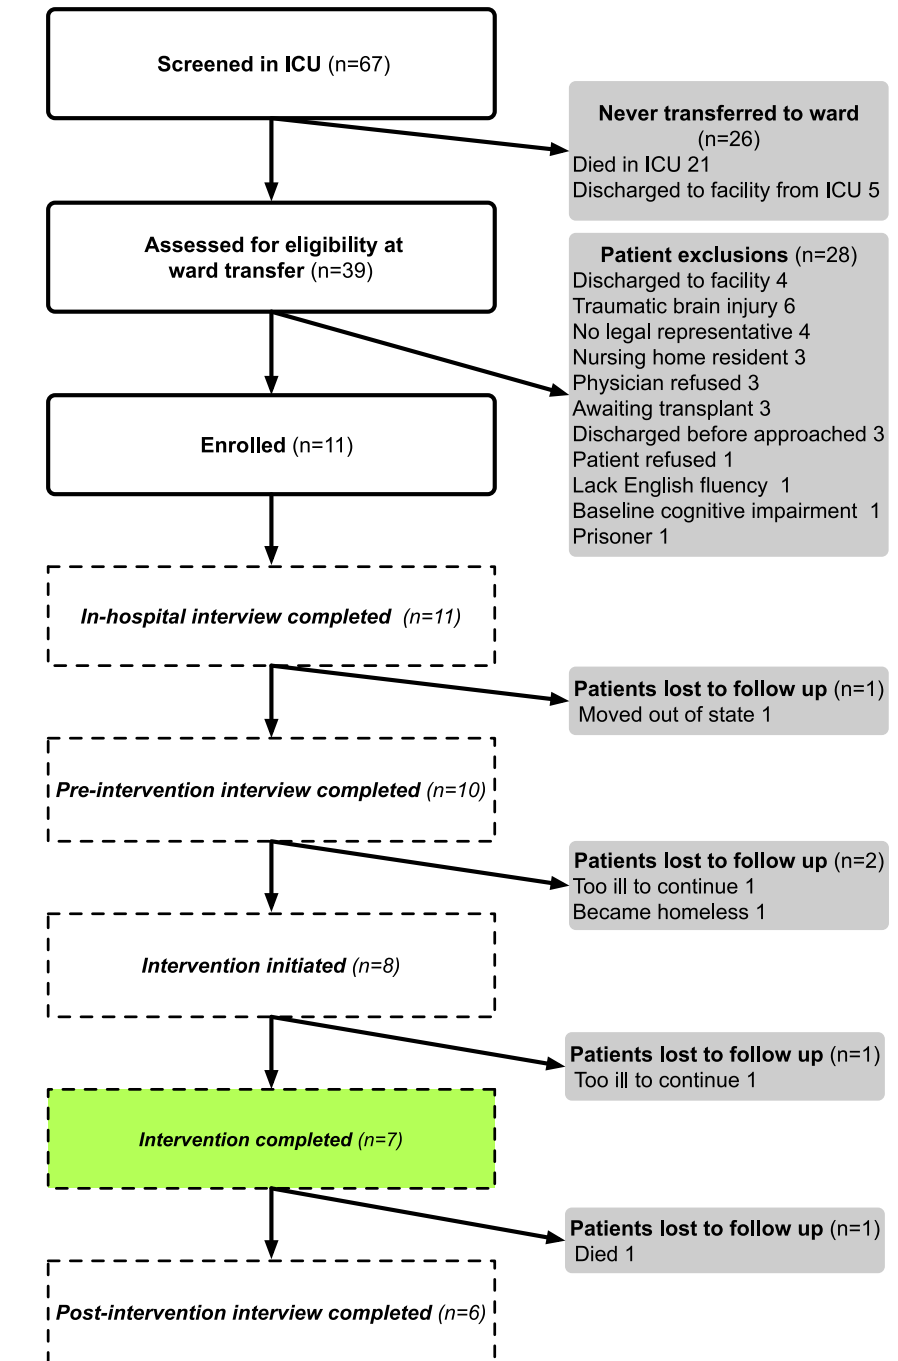 Screened in ICU (n=67)
Never transferred to ward
(n=26)
Died in ICU 21
Discharged to facility from ICU 5
Assessed for eligibility at
ward transfer (n=39)
Patient exclusions (n=28)
Discharged to facility 4
Traumatic brain injury 6
No legal representative 4
Nursing home resident 3
Physician refused 3
Awaiting transplant 3
Discharged before approached 3
Patient refused 1
Lack English fluency 1
Baseline cognitive impairment 1
Prisoner 1
Enrolled (n=11)
In-hospital interview completed (n=11)
Patients lost to follow up (n=1)
Moved out of state 1
Pre-intervention interview completed (n=10)
Patients lost to follow up (n=2)
Too ill to continue 1
Became homeless 1
Intervention initiated (n=8)
Patients lost to follow up (n=1)
Too ill to continue 1
Intervention completed (n=7)
Patients lost to follow up (n=1)
Died 1
Post-intervention interview completed (n=6)